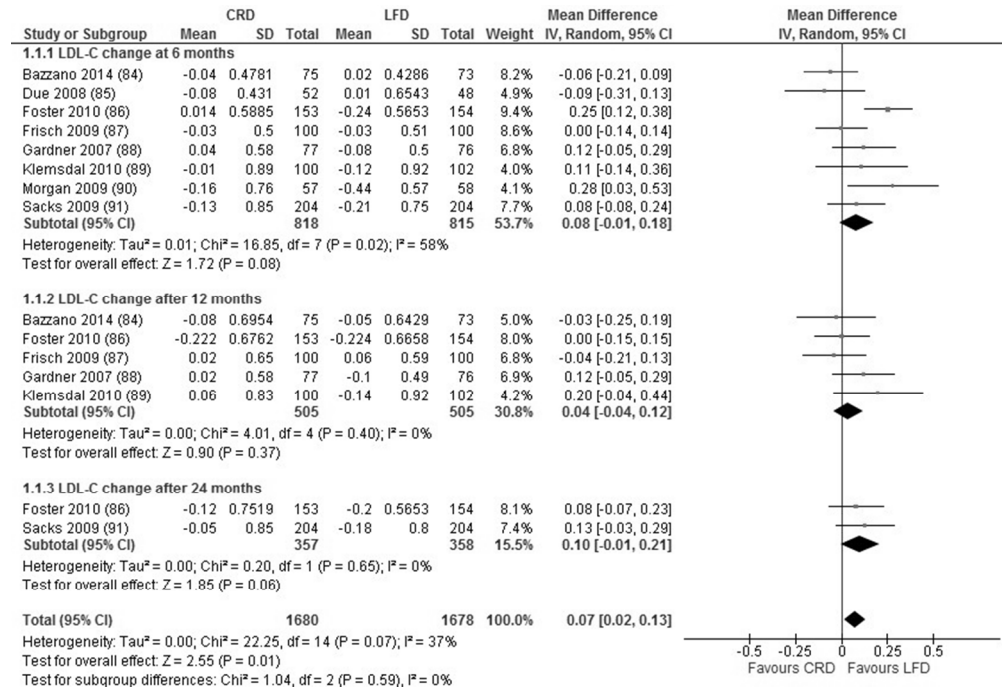 CRD LFD Mean Difference Mean Difference
Study or Subgroup Mean SD Total Mean SD Total Weight IV, Random, 95% CI IV, Random, 95% CI
1.1.1 LDL-C change at 6 months
Bazzano 2014 (84) -0.04 0.4781 75 0.02 0.4286 73 8.2% -0.06 [-0.21, 0.09]
Due 2008 (85) -0.08 0.431 52 0.01 0.6543 48 5.0% -0.09 [-0.31, 0.13]
Foster 2010 (86) 0.014 0.5885 153 -0.24 0.5653 154 9.4% 0.25 [0.12, 0.38]
Frisch 2009 (87) -0.03 0.5 100 -0.03 0.51 100 8.6% 0.00 [-0.14, 0.14]
Gardner 2007 (88) 0.04 0.58 77 -0.08 0.5 76 6.8% 0.12 [-0.05, 0.29]
Klemsdal 2010 (89) -0.01 0.89 100 -0.12 0.92 102 4.0% 0.11 [-0.14, 0.36]
Morgan 2009 (90) -0.16 0.76 57 -0.44 0.57 58 4.1% 0.28 [0.03, 0.53]
Sacks 2009 (91) -0.13 0.85 204 -0.21 0.75 204 7.7% 0.08 [-0.08, 0.24]
Subtotal (95% CI) 818 815 53.7% 0.08 [-0.01, 0.18]
Heterogeneity: Tau² = 0.01; Chi² = 16.85, df = 7 (P = 0.02); I² = 58%
Test for overall effect: Z = 1.72 (P = 0.08)
1.1.2 LDL-C change after 12 months
Bazzano 2014 (84) -0.08 0.6954 75 -0.05 0.6429 73 5.0% -0.03 [-0.25, 0.19]
Foster 2010 (86) -0.222 0.6762 153 -0.224 0.6658 154 8.1% 0.00 [-0.15, 0.15]
Frisch 2009 (87) 0.02 0.65 100 0.06 0.59 100 6.8% -0.04 [-0.21, 0.13]
Gardner 2007 (88) 0.02 0.58 77 -0.1 0.49 76 6.9% 0.12 [-0.05, 0.29]
Klemsdal 2010 (89) 0.06 0.83 100 -0.14 0.92 102 4.2% 0.20 [-0.04, 0.44]
Subtotal (95% CI) 505 505 30.8% 0.04 [-0.04, 0.12]
Heterogeneity: Tau² = 0.00; Chi² = 4.01, df = 4 (P = 0.40); I² = 0%
Test for overall effect: Z = 0.90 (P = 0.37)
1.1.3 LDL-C change after 24 months
Foster 2010 (86) -0.12 0.7519 153 -0.2 0.5653 154 8.1% 0.08 [-0.07, 0.23]
Sacks 2009 (91) -0.05 0.85 204 -0.18 0.8 204 7.4% 0.13 [-0.03, 0.29]
Subtotal (95% CI) 357 358 15.5% 0.10 [-0.01, 0.21]
Heterogeneity: Tau² = 0.00; Chi² = 0.20, df = 1 (P = 0.65); I² = 0%
Test for overall effect: Z = 1.85 (P = 0.06)
Total (95% CI) 1680 1678 100.0% 0.07 [0.02, 0.13]
Heterogeneity: Tau² = 0.00; Chi² = 22.25, df = 14 (P = 0.07); I² = 37%
Test for overall effect: Z = 2.55 (P = 0.01)
Test for subgroup differences: Chi² = 1.04, df = 2 (P = 0.59), I² = 0%
-0.5 -0.25 0 0.25 0.5
Favours CRD Favours LFD